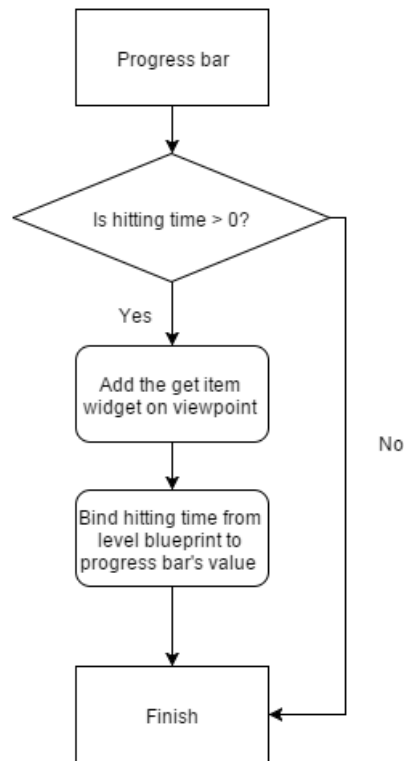 Progress bar
Is hitting time > 0?
Yes
Add the get item
widget on viewpoint
No
Bind hitting time from
level blueprint to
progress bar's value
Finish